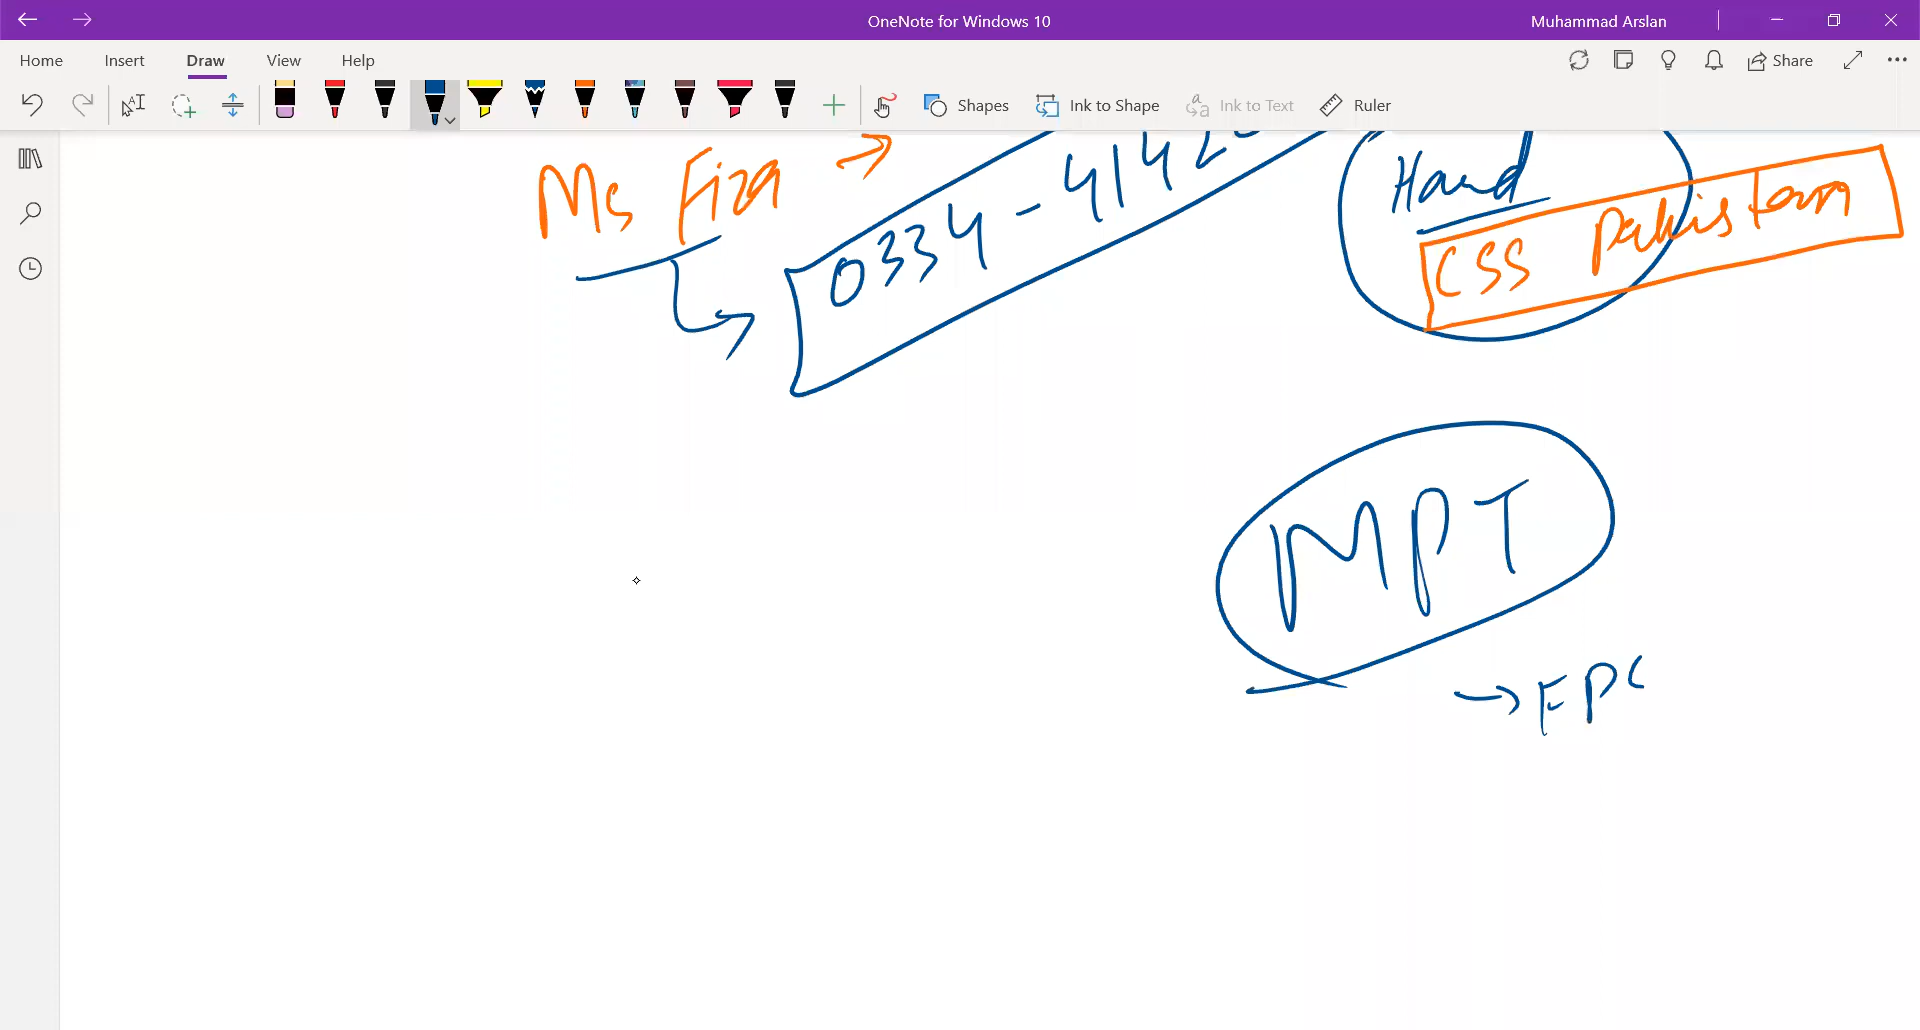 OneNote for Windows 10
Muhammad Arslan
Home Insert Draw View Help
Share
Shapes Ink to Shape Ink to Text Ruler
Ms Fiza →
0334-4142
Hand
CSS Pakistan
MPT
→ FPC